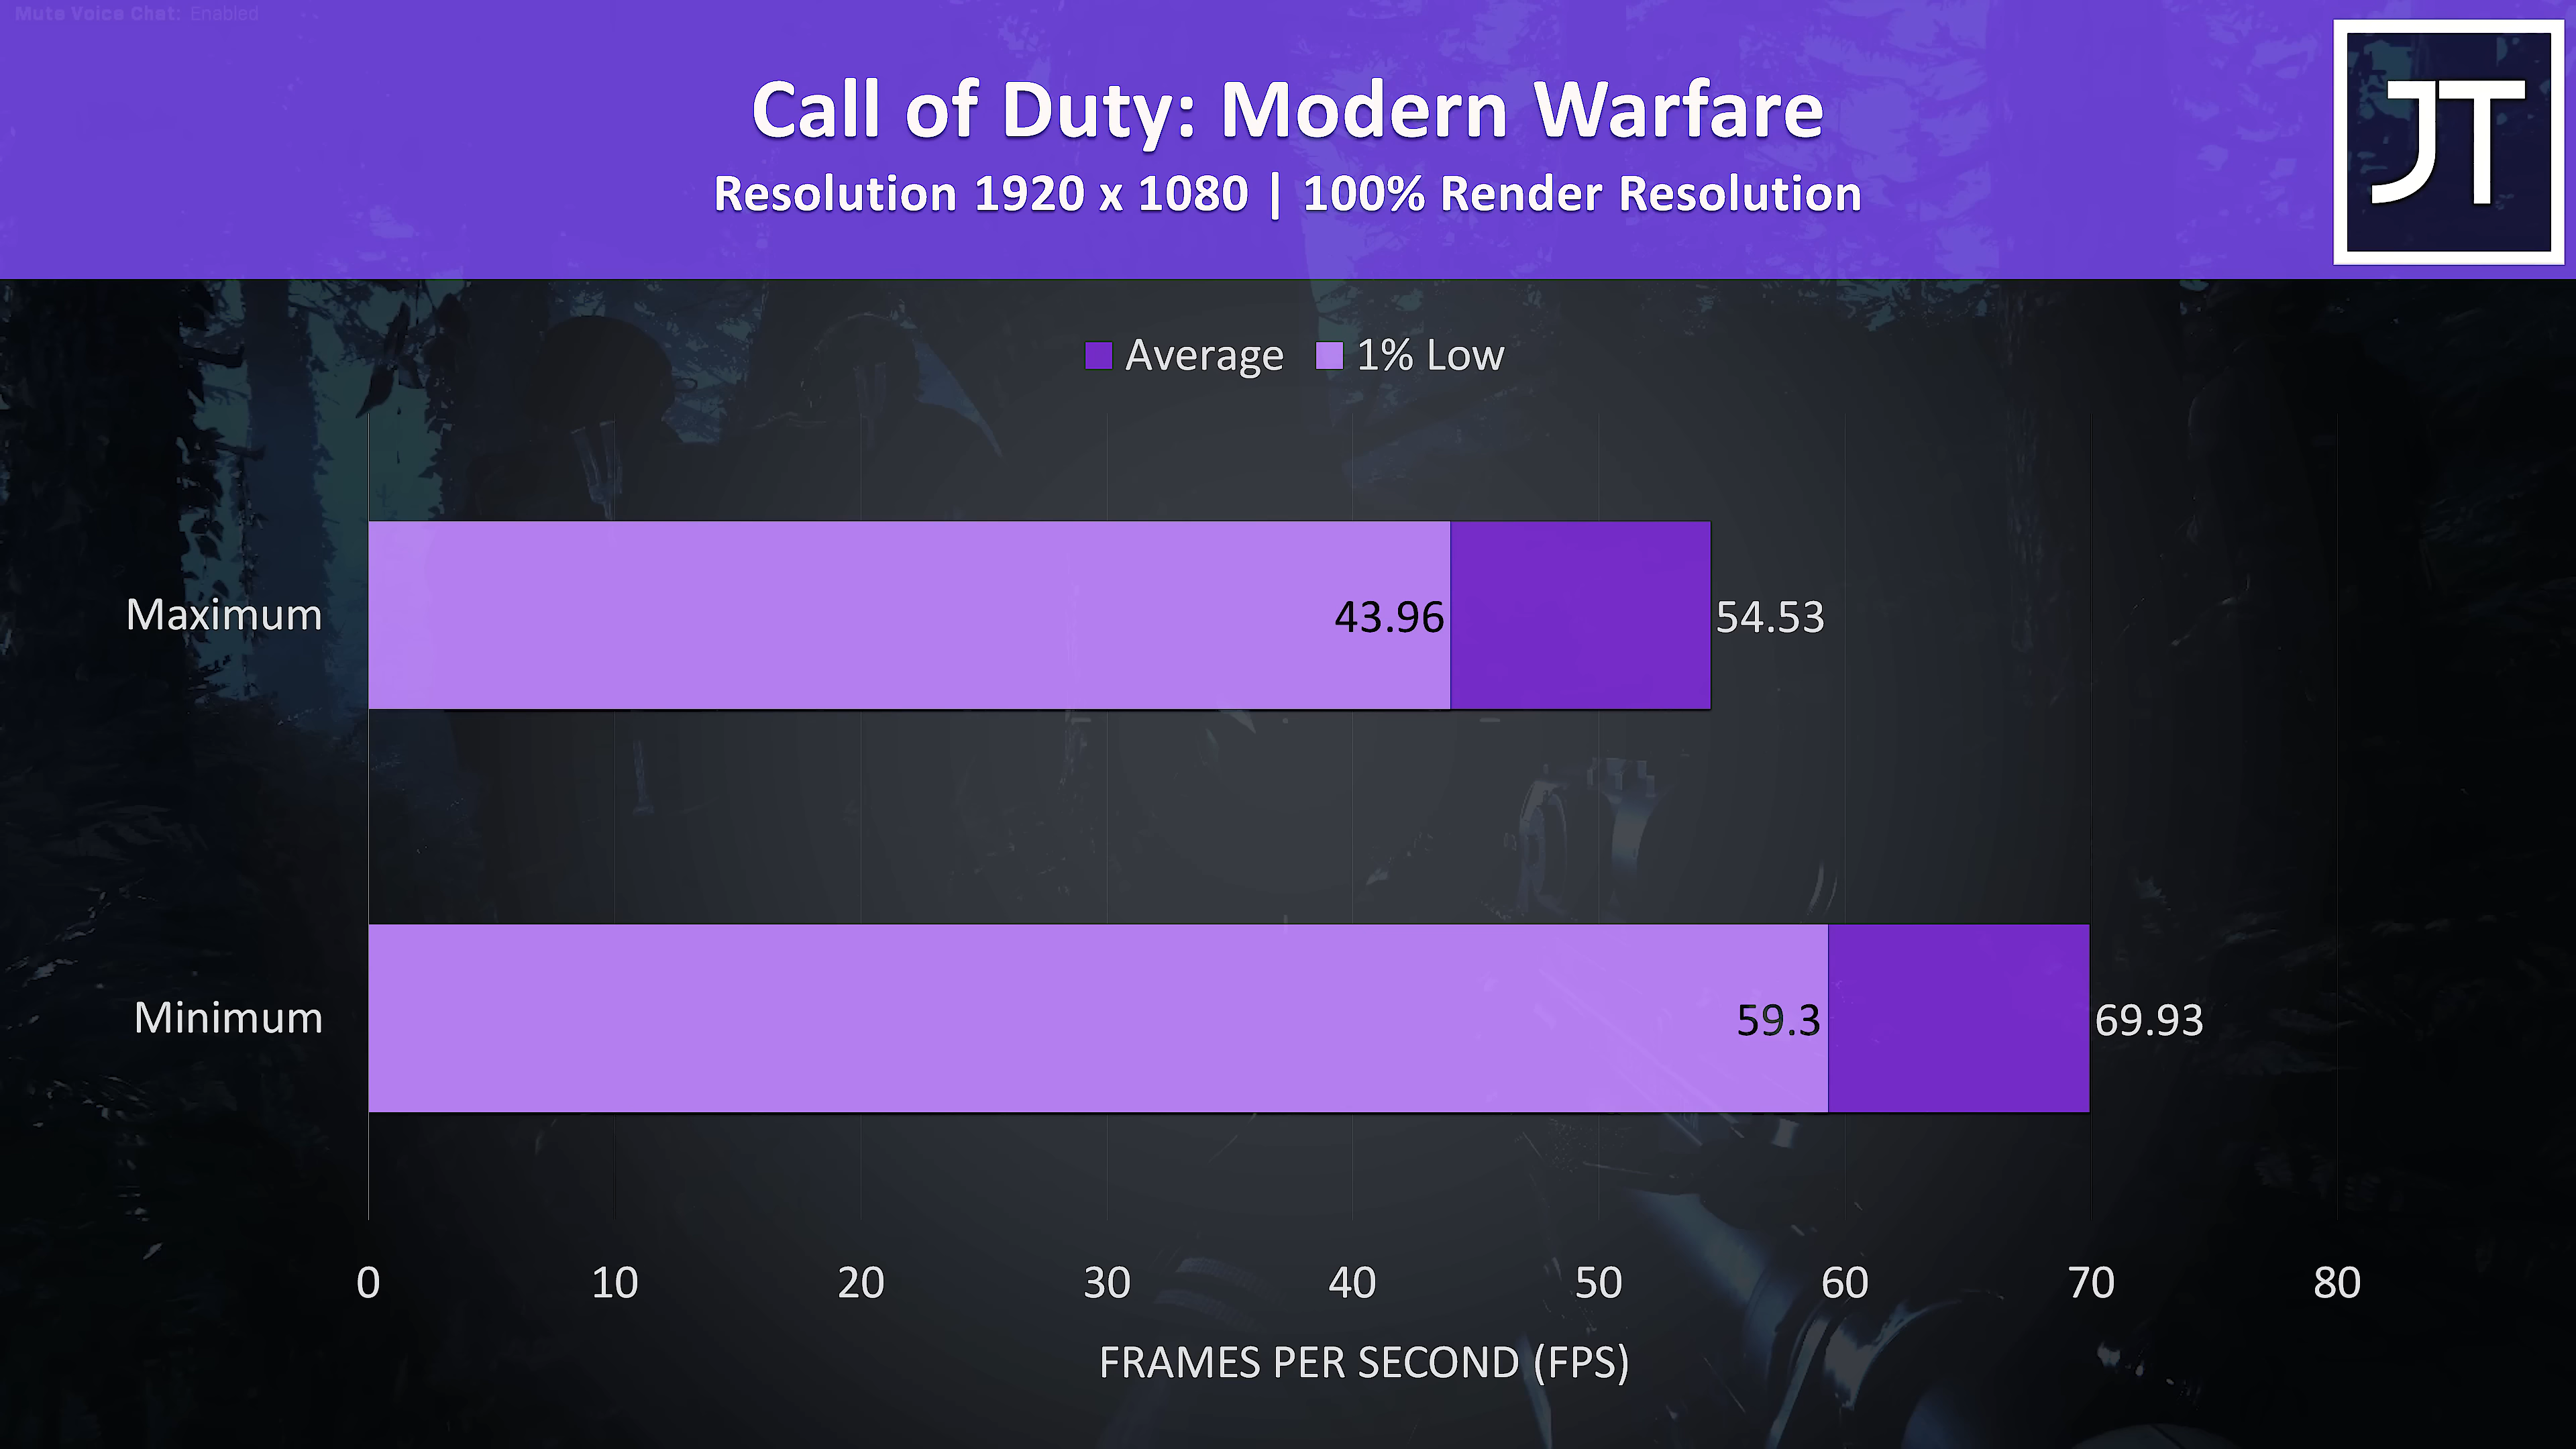 Mute Voice Chat: Enabled
Call of Duty: Modern Warfare
Resolution 1920 x 1080 | 100% Render Resolution
JT
Average 1% Low
Maximum 43.96 54.53
Minimum 59.3 69.93
0 10 20 30 40 50 60 70 80
FRAMES PER SECOND (FPS)